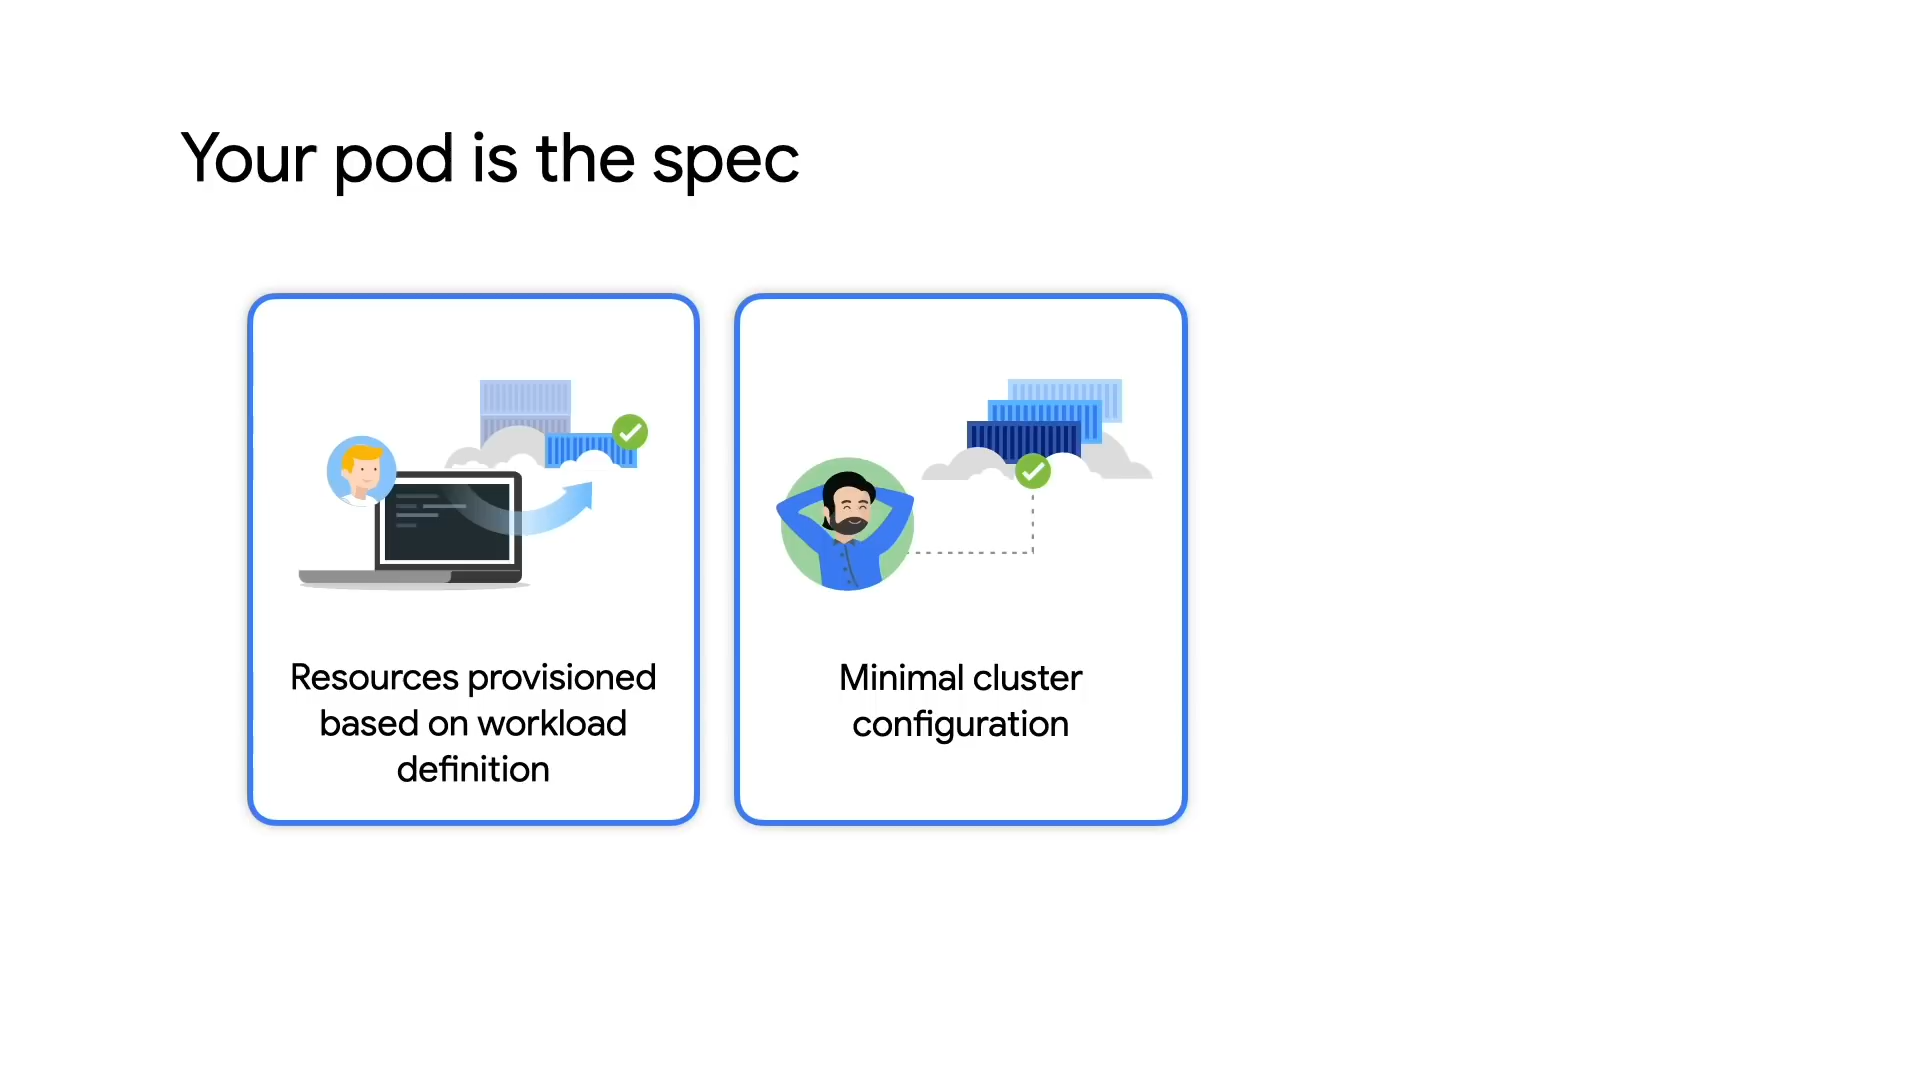 Your pod is the spec
Resources provisioned
based on workload
definition
Minimal cluster
configuration